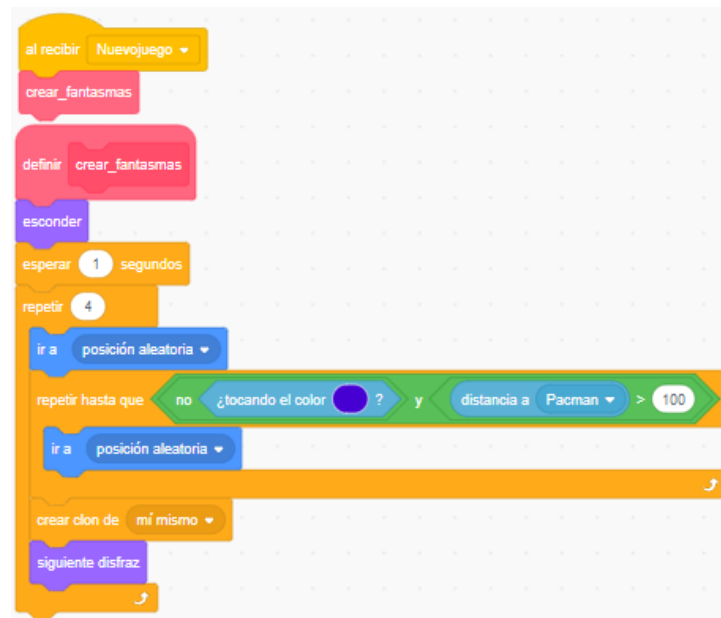 al recibir Nuevojuego
crear_fantasmas
definir crear_fantasmas
esconder
esperar 1 segundos
repetir 4
ir a posición aleatoria
repetir hasta que no ¿tocando el color ? y distancia a Pacman > 100
ir a posición aleatoria
crear clon de mí mismo
siguiente disfraz